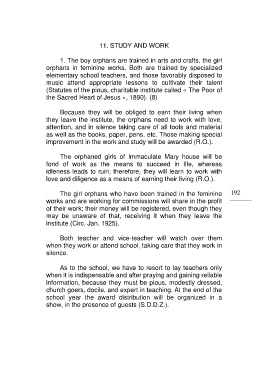 11. STUDY AND WORK
1. The boy orphans are trained in arts and crafts, the girl
orphans in feminine works. Both are trained by specialized
elementary school teachers, and those favorably disposed to
music attend appropriate lessons to cultivate their talent
(Statutes of the pious, charitable institute called « The Poor of
the Sacred Heart of Jesus », 1890). (8)
Because they will be obliged to earn their living when
they leave the institute, the orphans need to work with love,
attention, and in silence taking care of all tools and material
as well as the books, paper, pens, etc. Those making special
improvement in the work and study will be awarded (R.O.).
The orphaned girls of Immaculate Mary house will be
fond of work as the means to succeed in life, whereas
idleness leads to ruin; therefore, they will learn to work with
love and diligence as a means of earning their living (R.O.).
The girl orphans who have been trained in the feminine
works and are working for commissions will share in the profit
of their work; their money will be registered, even though they
may be unaware of that, receiving it when they leave the
institute (Circ. Jan. 1925).
192
Both teacher and vice-teacher will watch over them
when they work or attend school, taking care that they work in
silence.
As to the school, we have to resort to lay teachers only
when it is indispensable and after praying and gaining reliable
information, because they must be pious, modestly dressed,
church goers, docile, and expert in teaching. At the end of the
school year the award distribution will be organized in a
show, in the presence of guests (S.D.D.Z.).